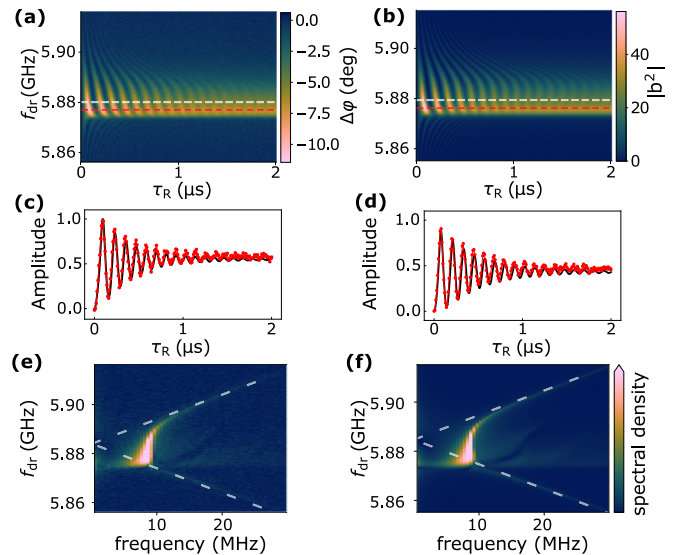 (a)
(b)
f_dr (GHz)
5.90
5.88
5.86
0
1
2
τ_R (μs)
0.0
−2.5
−5.0
−7.5
−10.0
Δφ (deg)
5.90
5.88
5.86
0
1
2
τ_R (μs)
40
20
0
|b²|
(c)
(d)
Amplitude
1.0
0.5
0.0
0
1
2
τ_R (μs)
Amplitude
1.0
0.5
0.0
0
1
2
τ_R (μs)
(e)
(f)
f_dr (GHz)
5.90
5.88
5.86
10
20
frequency (MHz)
f_dr (GHz)
5.90
5.88
5.86
10
20
frequency (MHz)
spectral density